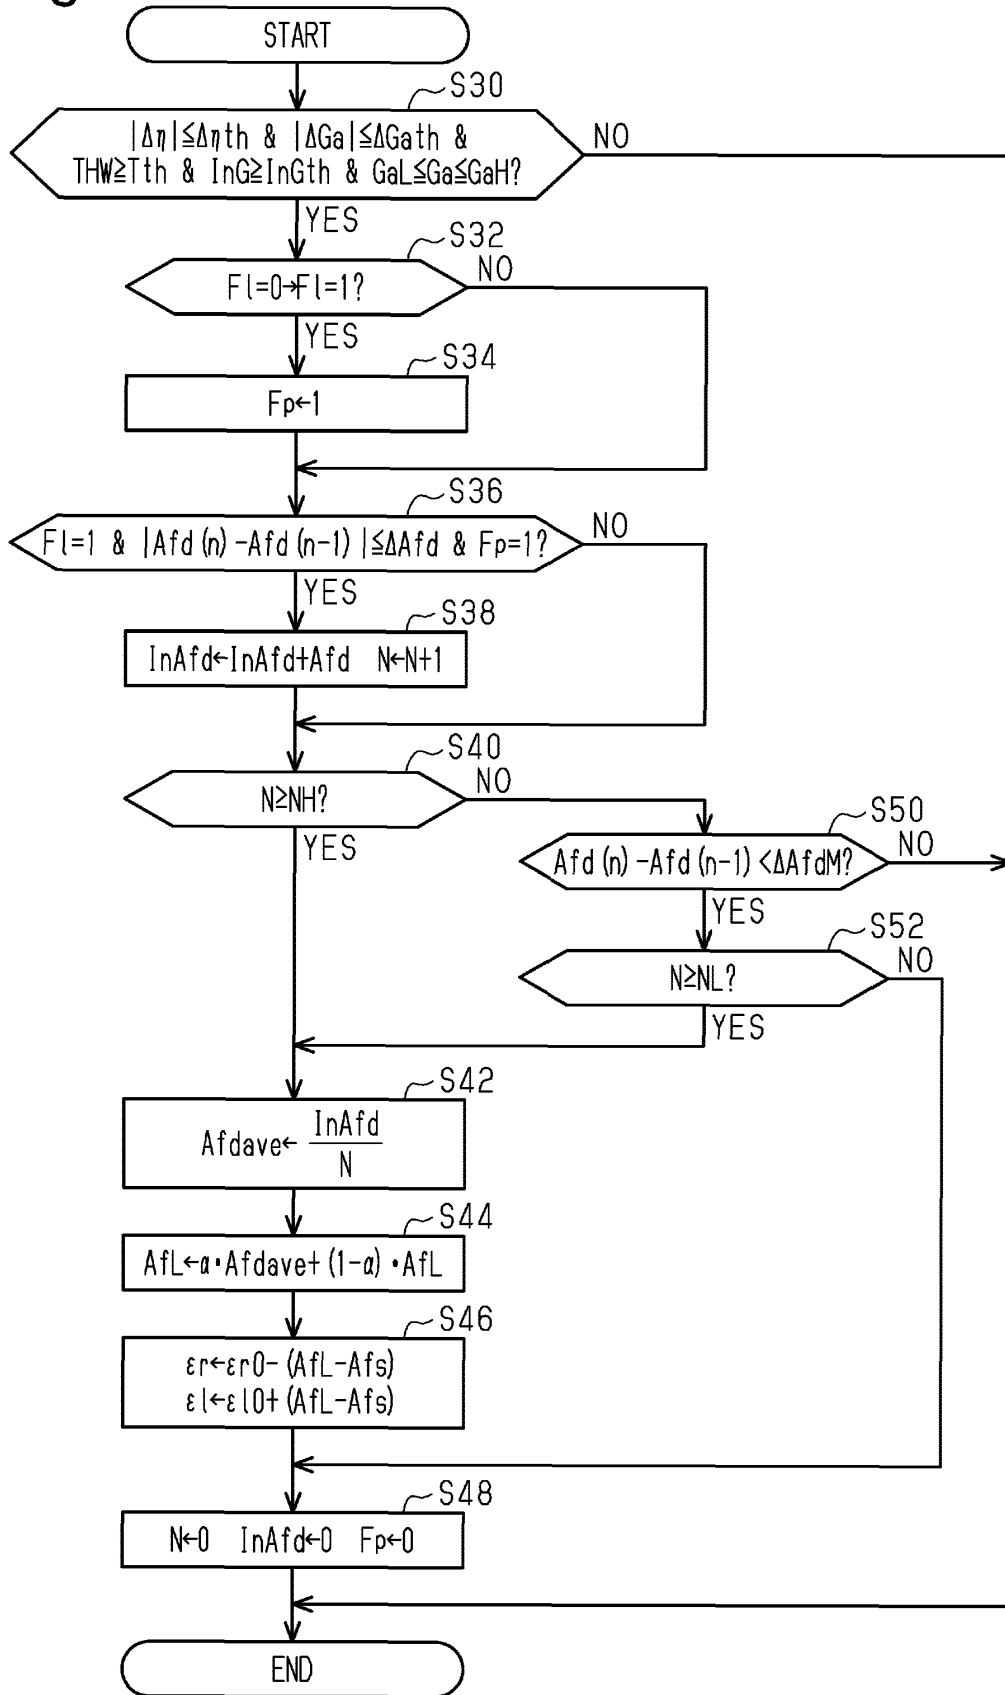 START
S30
|Δη|≦Δηth & |ΔGa|≦ΔGath &
THW≧Tth & InG≧InGth & GaL≦Ga≦GaH?
NO
YES
S32
Fl=0→Fl=1?
NO
YES
S34
Fp←1
S36
Fl=1 & |Afd(n)-Afd(n-1)|≦ΔAfd & Fp=1?
NO
YES
S38
InAfd←InAfd+Afd N←N+1
S40
N≧NH?
NO
YES
S50
Afd(n)-Afd(n-1)<ΔAfdM?
NO
YES
S52
N≧NL?
NO
YES
S42
Afdave← InAfd
N
S44
AfL←α・Afdave+(1-α)・AfL
S46
εr←εr0-(AfL-Afs)
εl←εl0+(AfL-Afs)
S48
N←0 InAfd←0 Fp←0
END